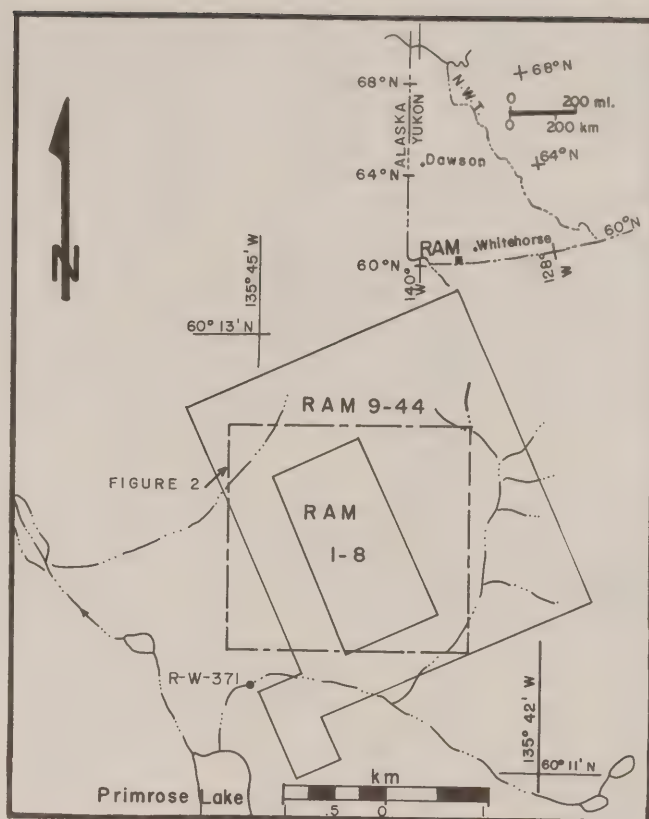 68°N
N.W.T.
68°N
0 200 mi.
0 200 km
ALASKA
YUKON
Dawson
64°N
64°N
60°N
RAM
Whitehorse
60°N
140° W
128° W
N
135° 45' W
60° 13' N
RAM 9-44
FIGURE 2
RAM
1-8
R-W-371
135° 42' W
60° 11' N
km
Primrose Lake
.5 0 1